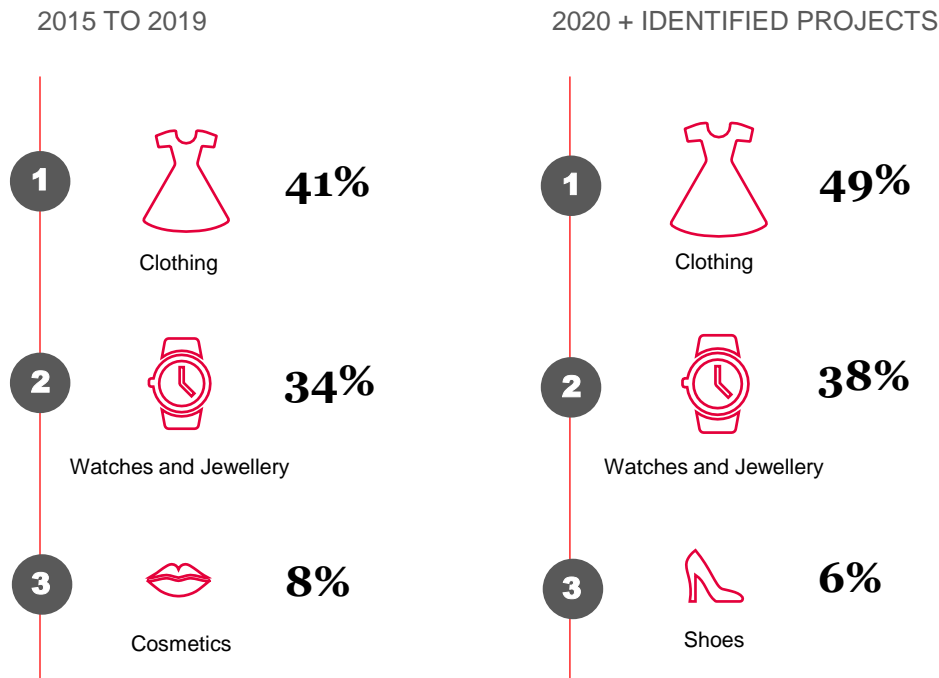 2015 TO 2019
1
41%
Clothing
2
34%
Watches and Jewellery
3
8%
Cosmetics
2020 + IDENTIFIED PROJECTS
1
49%
Clothing
2
38%
Watches and Jewellery
3
6%
Shoes